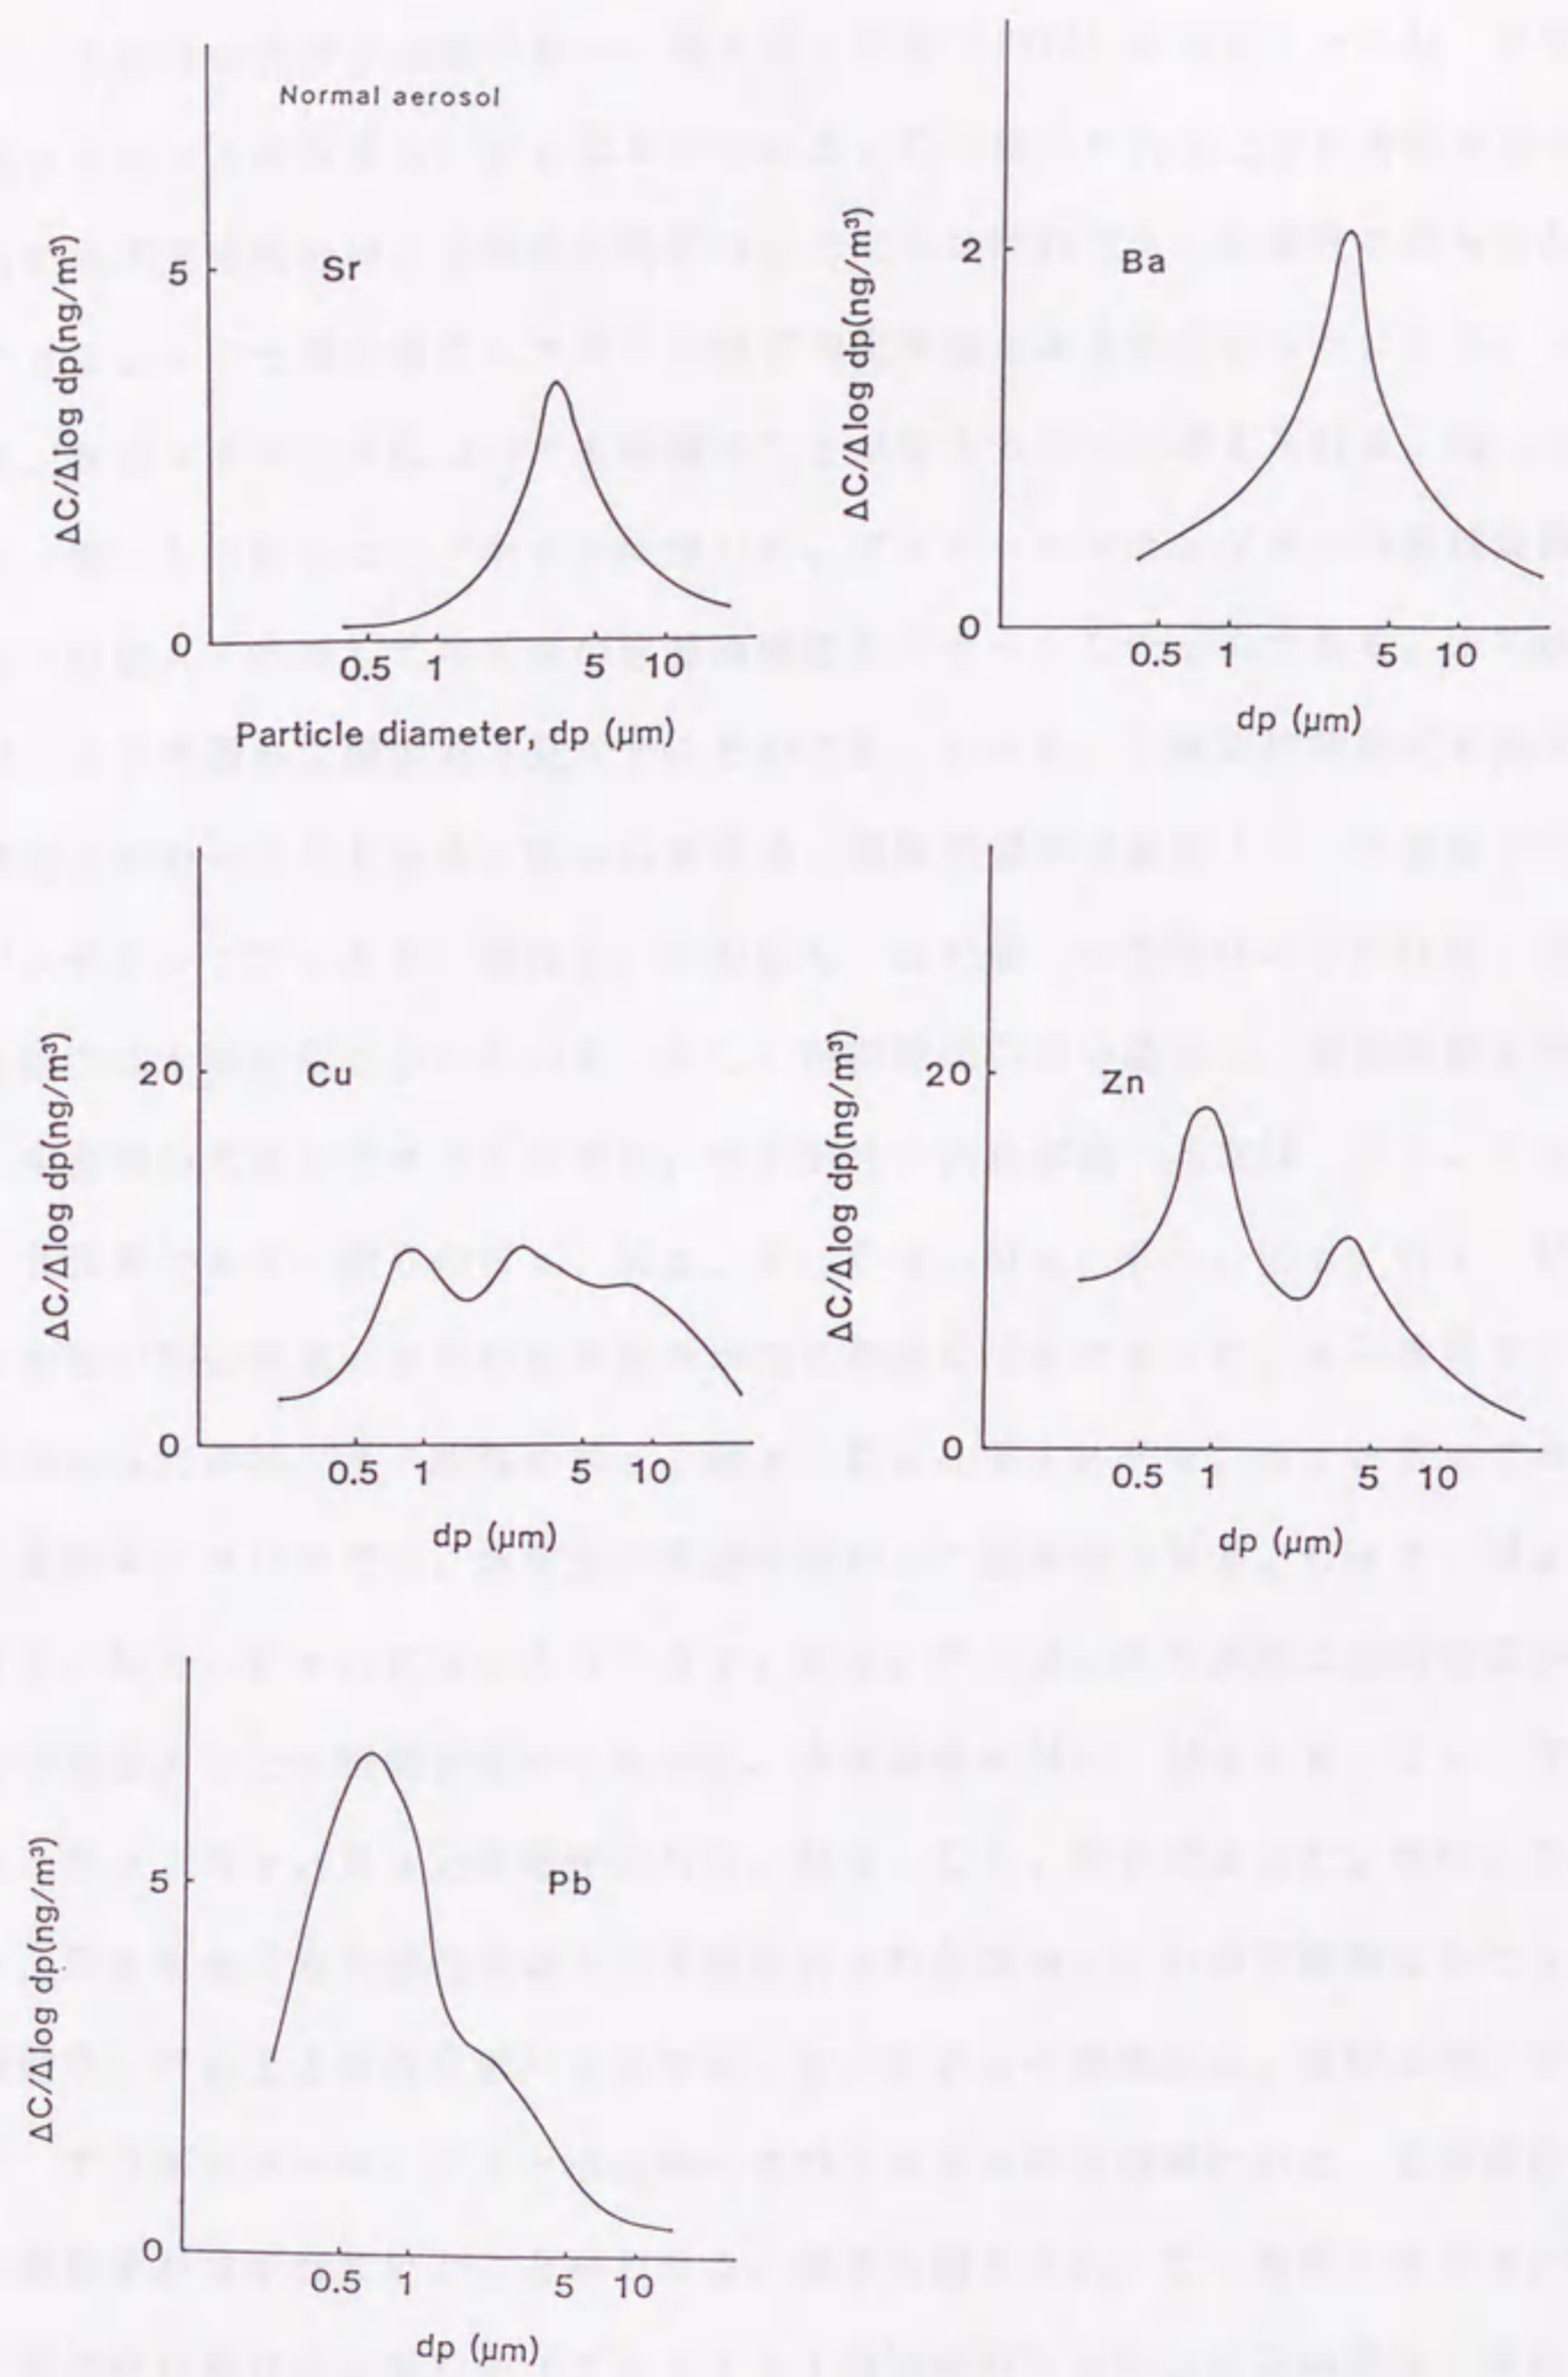 Normal aerosol
ΔC/Δlog dp(ng/m³)
5
Sr
0
0.5 1 5 10
Particle diameter, dp (μm)
ΔC/Δlog dp(ng/m³)
2
Ba
0
0.5 1 5 10
dp (μm)
ΔC/Δlog dp(ng/m³)
20
Cu
0
0.5 1 5 10
dp (μm)
ΔC/Δlog dp(ng/m³)
20
Zn
0
0.5 1 5 10
dp (μm)
ΔC/Δlog dp(ng/m³)
5
Pb
0
0.5 1 5 10
dp (μm)